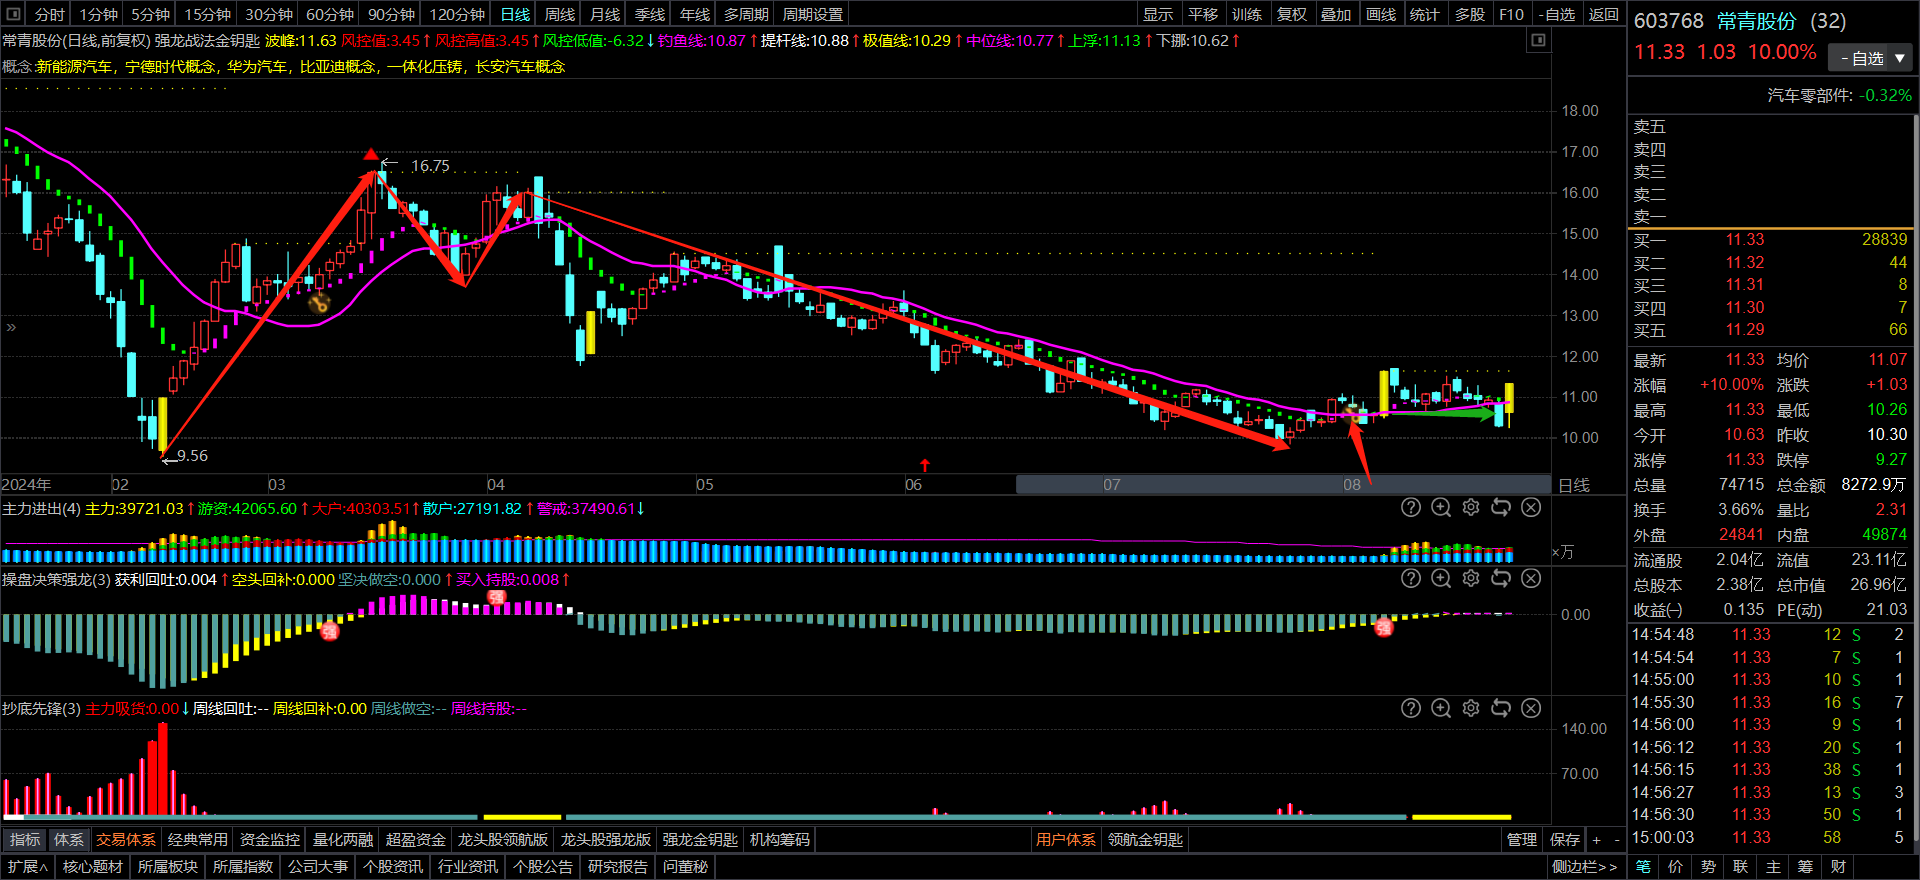 分时 1分钟 5分钟 15分钟 30分钟 60分钟 90分钟 120分钟 日线 周线 月线 季线 年线 多周期 周期设置 显示 平移 训练 复权 叠加 画线 统计 多股 F10 -自选 返回
603768 常青股份 (32)
11.33 1.03 10.00% -自选 ▼
汽车零部件: -0.32%
常青股份(日线,前复权) 强龙战法金钥匙 波峰:11.63 风控值:3.45↑ 风控高值:3.45↑ 风控低值:-6.32↓ 钓鱼线:10.87↑ 提杆线:10.88↑ 极值线:10.29↑ 中位线:10.77↑ 上浮:11.13↑ 下挪:10.62↑
概念:新能源汽车，宁德时代概念，华为汽车，比亚迪概念，一体化压铸，长安汽车概念
18.00
17.00
16.00
15.00
14.00
13.00
12.00
11.00
10.00
16.75
9.56
»
2024年 02 03 04 05 06 07 08 日线
主力进出(4) 主力:39721.03↑ 游资:42065.60↑ 大户:40303.51↑ 散户:27191.82↑ 警戒:37490.61↓
×万
操盘决策强龙(3) 获利回吐:0.004↑ 空头回补:0.000 坚决做空:0.000↑ 买入持股:0.008↑
强
强
强
0.00
抄底先锋(3) 主力吸货:0.00↓ 周线回吐:-- 周线回补:0.00 周线做空:-- 周线持股:--
140.00
70.00
卖五
卖四
卖三
卖二
卖一
买一 11.33 28839
买二 11.32 44
买三 11.31 8
买四 11.30 7
买五 11.29 66
最新 11.33 均价 11.07
涨幅 +10.00% 涨跌 +1.03
最高 11.33 最低 10.26
今开 10.63 昨收 10.30
涨停 11.33 跌停 9.27
总量 74715 总金额 8272.9万
换手 3.66% 量比 2.31
外盘 24841 内盘 49874
流通股 2.04亿 流值 23.11亿
总股本 2.38亿 总市值 26.96亿
收益㈠ 0.135 PE(动) 21.03
14:54:48 11.33 12 S 2
14:54:54 11.33 7 S 1
14:55:00 11.33 10 S 1
14:55:30 11.33 16 S 7
14:56:00 11.33 9 S 1
14:56:12 11.33 20 S 1
14:56:15 11.33 38 S 1
14:56:27 11.33 13 S 3
14:56:30 11.33 50 S 1
15:00:03 11.33 58 5
指标 体系 交易体系 经典常用 资金监控 量化两融 超盈资金 龙头股领航版 龙头股强龙版 强龙金钥匙 机构筹码 用户体系 领航金钥匙 管理 保存 + -
扩展∧ 核心题材 所属板块 所属指数 公司大事 个股资讯 行业资讯 个股公告 研究报告 问董秘 侧边栏>> 笔 价 势 联 主 筹 财